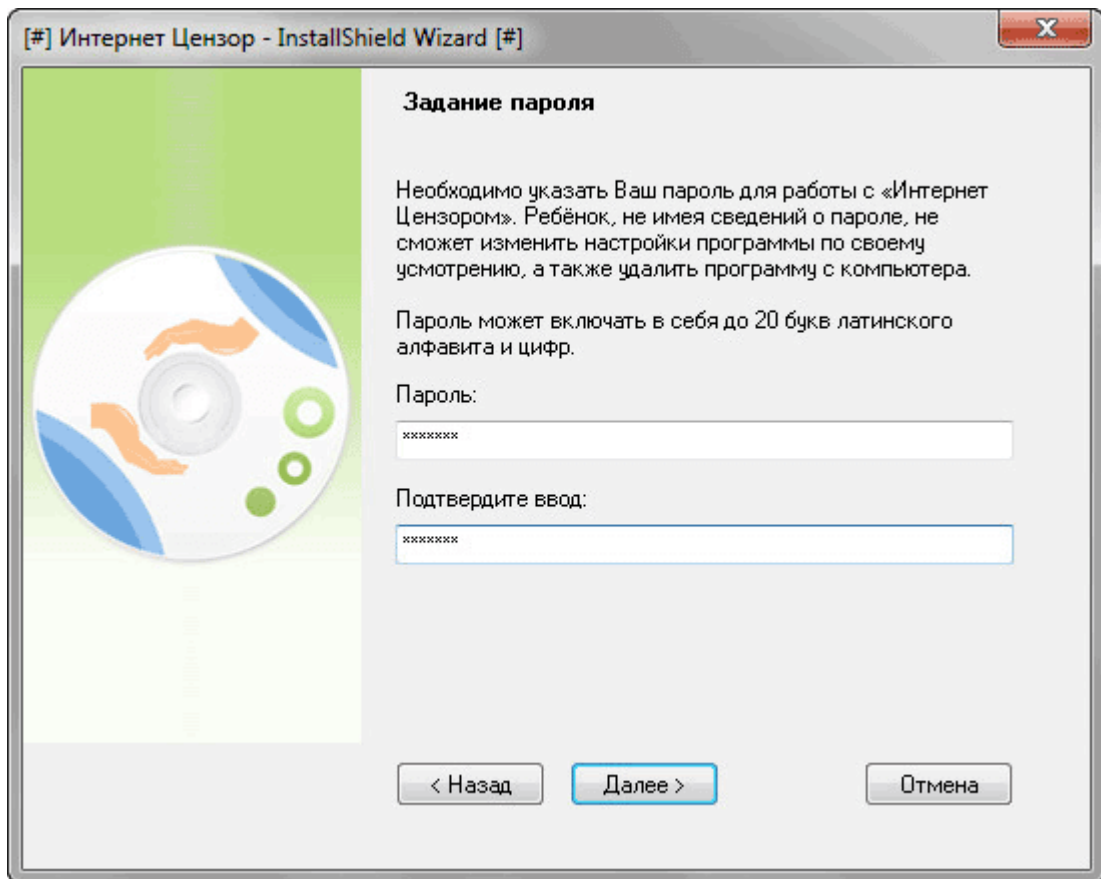 [#] Интернет Цензор - InstallShield Wizard [#]
Задание пароля
Необходимо указать Ваш пароль для работы с «Интернет
Цензором». Ребёнок, не имея сведений о пароле, не
сможет изменить настройки программы по своему
усмотрению, а также удалить программу с компьютера.
Пароль может включать в себя до 20 букв латинского
алфавита и цифр.
Пароль:
*******
Подтвердите ввод:
*******
< Назад
Далее >
Отмена